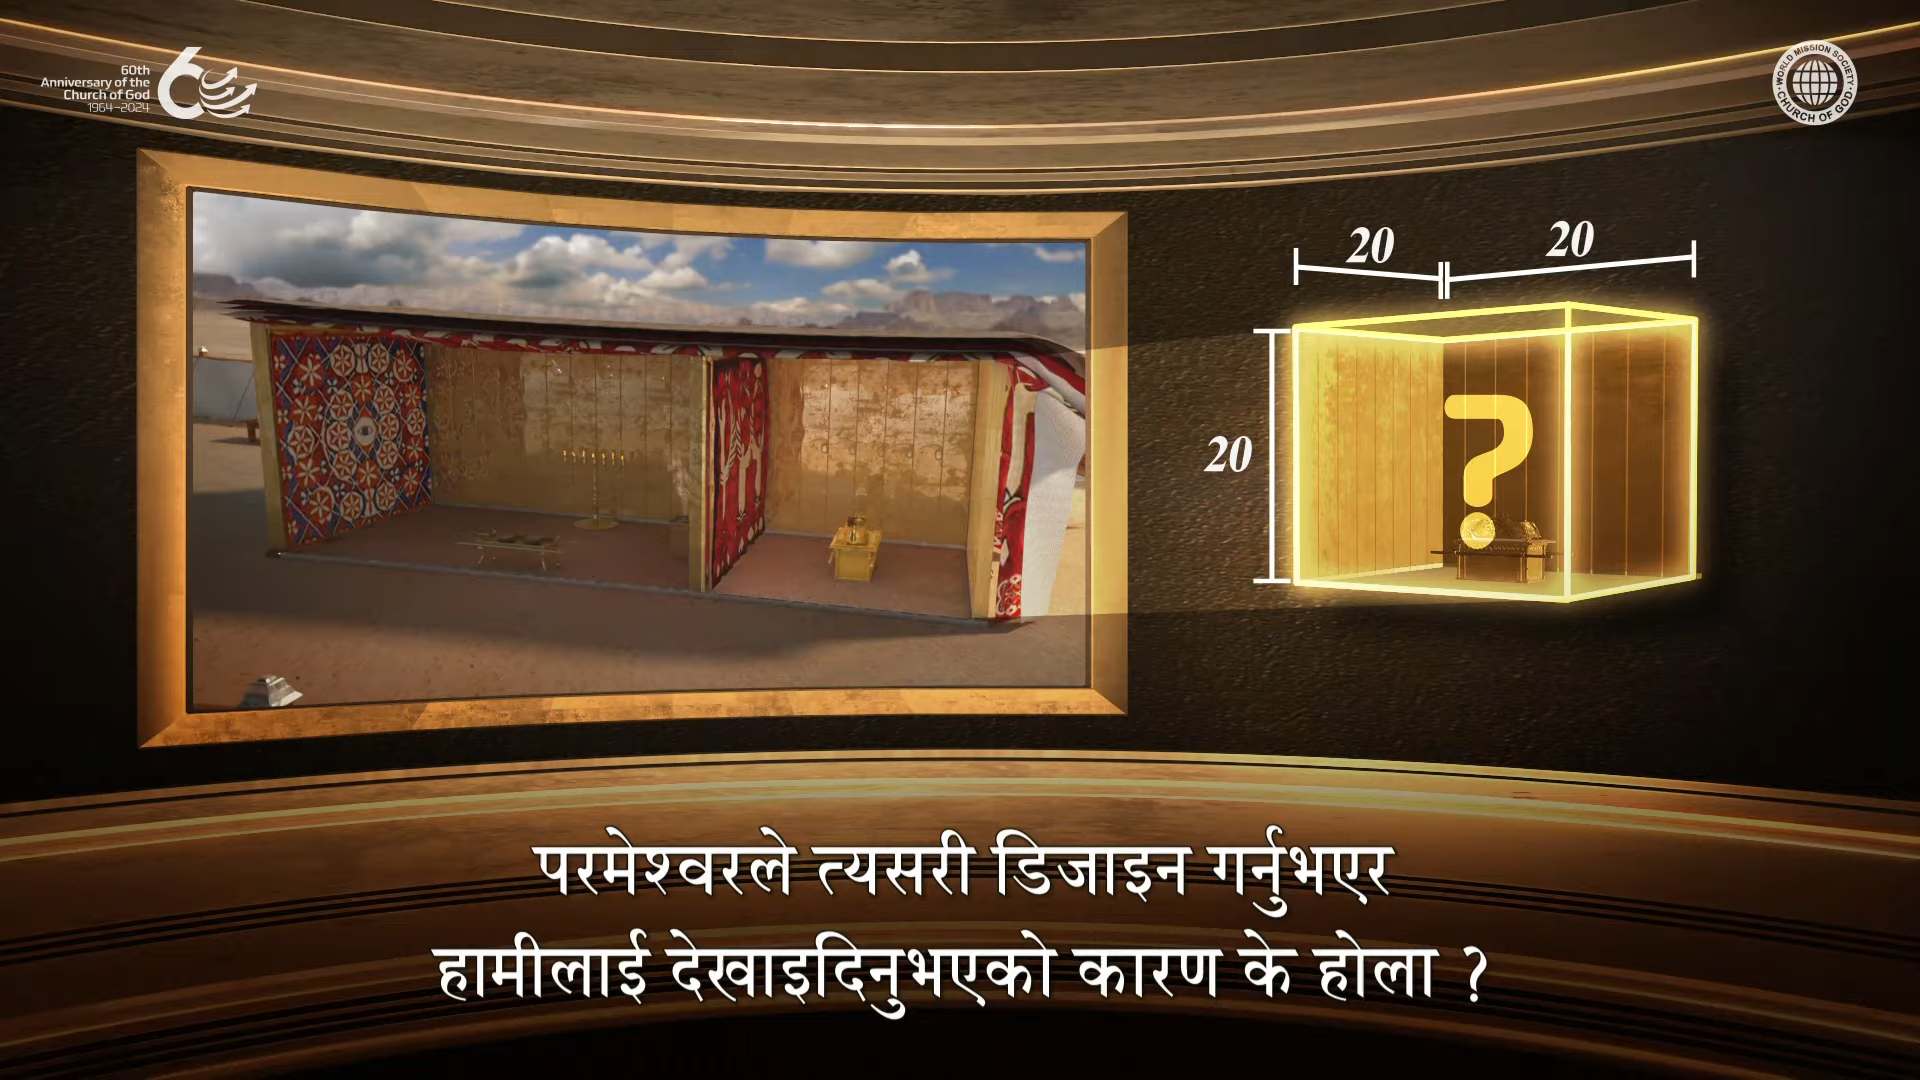 60th
Anniversary of the
Church of God
1964–2024
WORLD MISSION SOCIETY
CHURCH OF GOD
20
20
20
?
परमेश्वरले त्यसरी डिजाइन गर्नुभएर
हामीलाई देखाइदिनुभएको कारण के होला ?